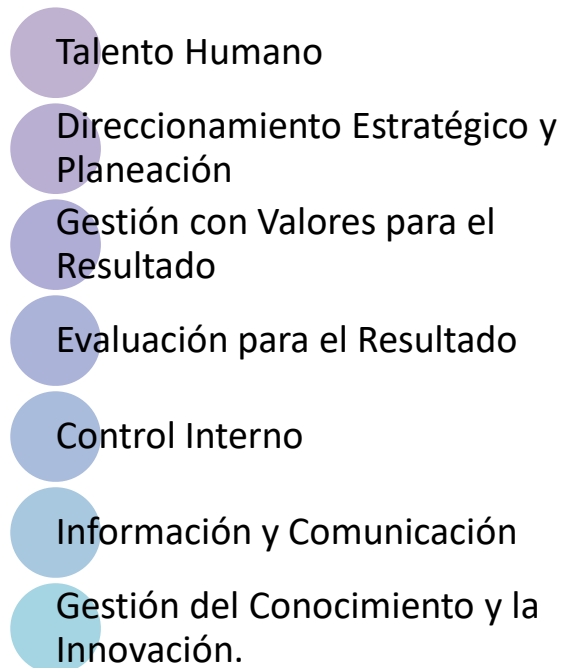 Talento Humano
Direccionamiento Estratégico y
Planeación
Gestión con Valores para el
Resultado
Evaluación para el Resultado
Control Interno
Información y Comunicación
Gestión del Conocimiento y la
Innovación.